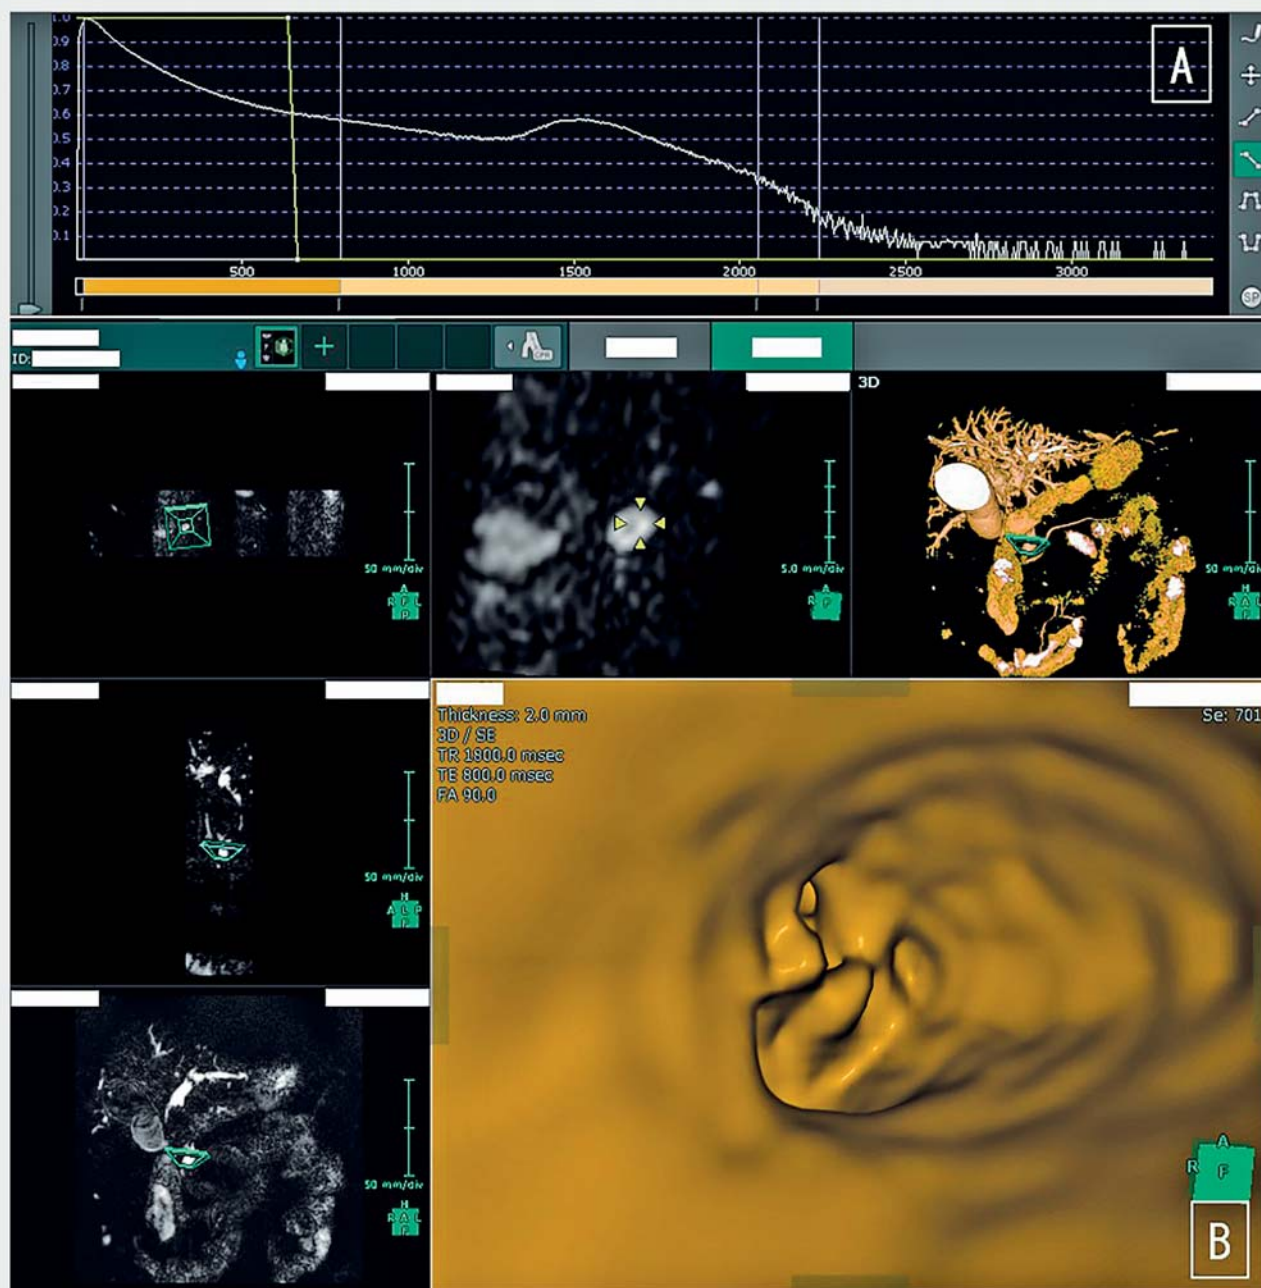 1.0
0.9
0.8
0.7
0.6
0.5
0.4
0.3
0.2
0.1
A
500 1000 1500 2000 2500 3000
SP
ID:
CPR
50 mm/div
A
R F L
P
5.0 mm/div
A
R F
3D
50 mm/div
H
R A L
F
50 mm/div
H
A L P
F
50 mm/div
H
R A L
F
Thickness: 2.0 mm
3D / SE
TR 1800.0 msec
TE 800.0 msec
FA 90.0
Se: 701
A
R F
B